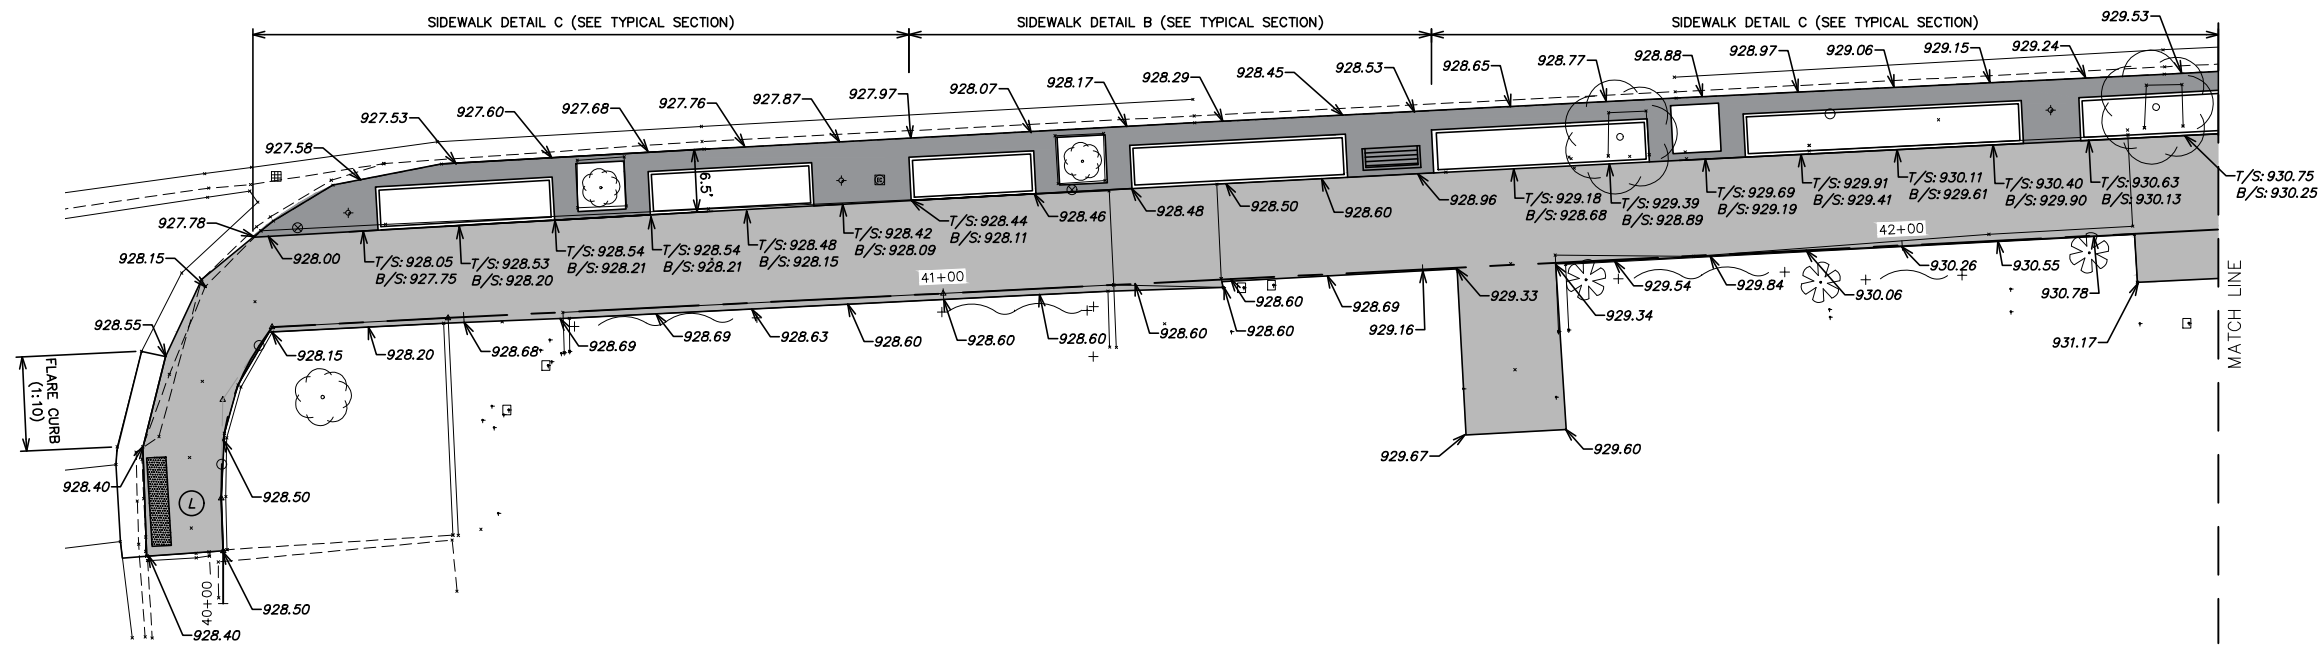 SIDEWALK DETAIL C (SEE TYPICAL SECTION)
SIDEWALK DETAIL B (SEE TYPICAL SECTION)
SIDEWALK DETAIL C (SEE TYPICAL SECTION)
929.53
927.58
927.53
927.60
927.68
927.76
927.87
927.97
928.07
928.17
928.29
928.45
928.53
928.65
928.77
928.88
928.97
929.06
929.15
929.24
6.5'
927.78
928.00
T/S: 928.05
B/S: 927.75
T/S: 928.53
B/S: 928.20
T/S: 928.54
B/S: 928.21
T/S: 928.54
B/S: 928.21
T/S: 928.48
B/S: 928.15
T/S: 928.42
B/S: 928.09
T/S: 928.44
B/S: 928.11
928.46
928.48
928.50
928.60
928.96
T/S: 929.18
B/S: 928.68
T/S: 929.39
B/S: 928.89
T/S: 929.69
B/S: 929.19
T/S: 929.91
B/S: 929.41
T/S: 930.11
B/S: 929.61
T/S: 930.40
B/S: 929.90
T/S: 930.63
B/S: 930.13
T/S: 930.75
B/S: 930.25
41+00
42+00
928.15
928.55
928.15
928.20
928.68
928.69
928.69
928.63
928.60
928.60
928.60
928.60
928.60
928.60
928.69
929.16
929.33
929.34
929.54
929.84
930.06
930.26
930.55
930.78
931.17
MATCH LINE
FLARE CURB
(1:10)
929.67
929.60
928.40
928.50
L
40+00
928.50
928.40